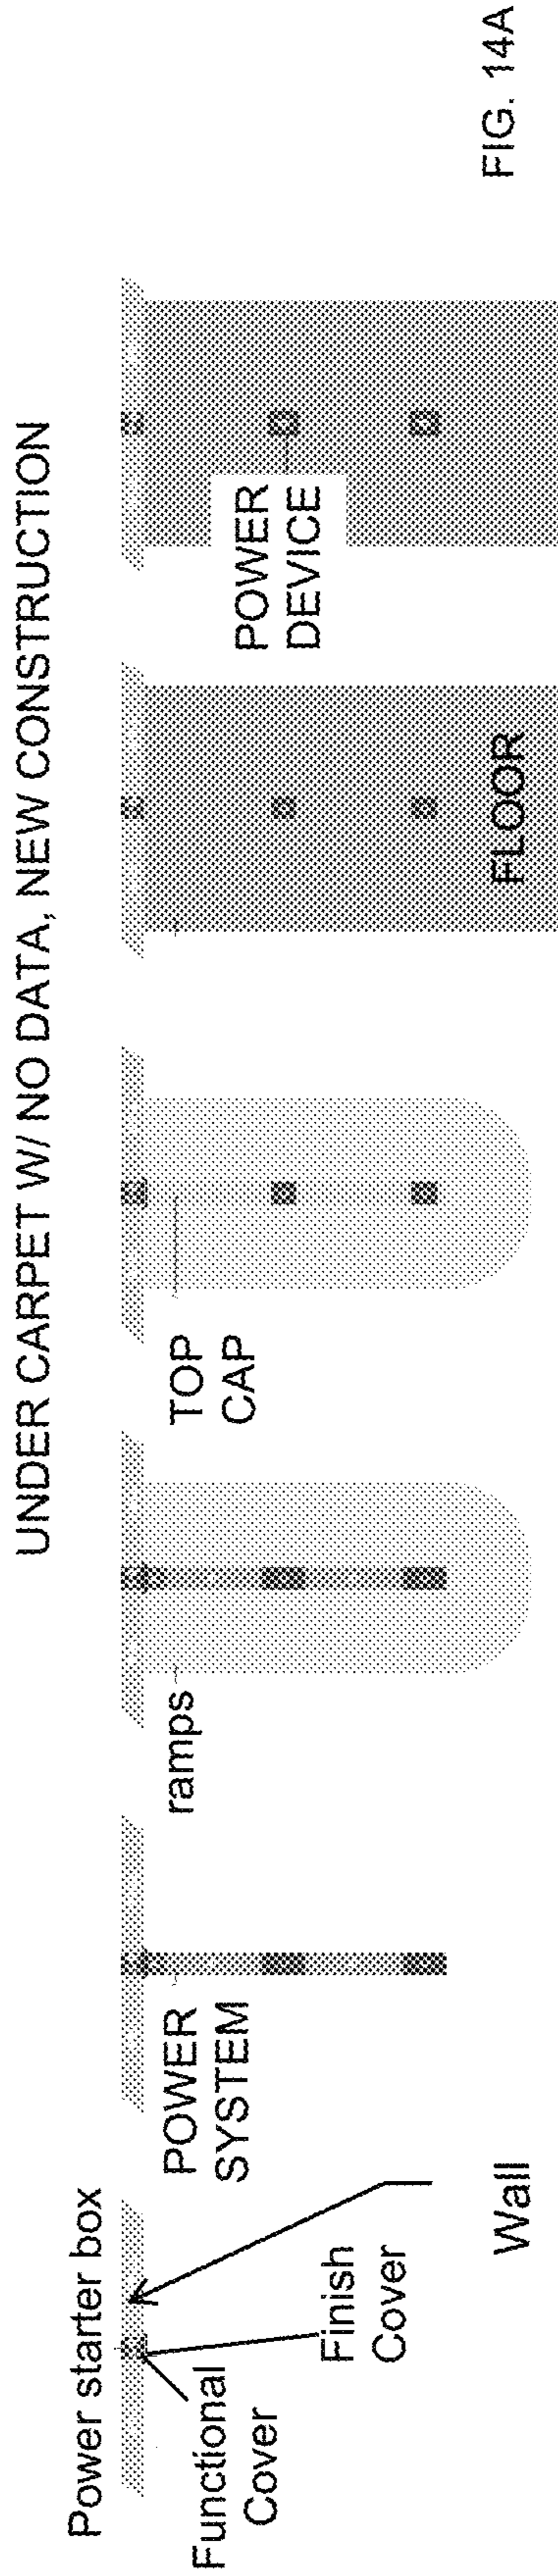 UNDER CARPET W/ NO DATA, NEW CONSTRUCTION
Power starter box
Functional
Cover
Finish
Cover
Wall
POWER
SYSTEM
ramps
TOP
CAP
FLOOR
POWER
DEVICE
FIG. 14A